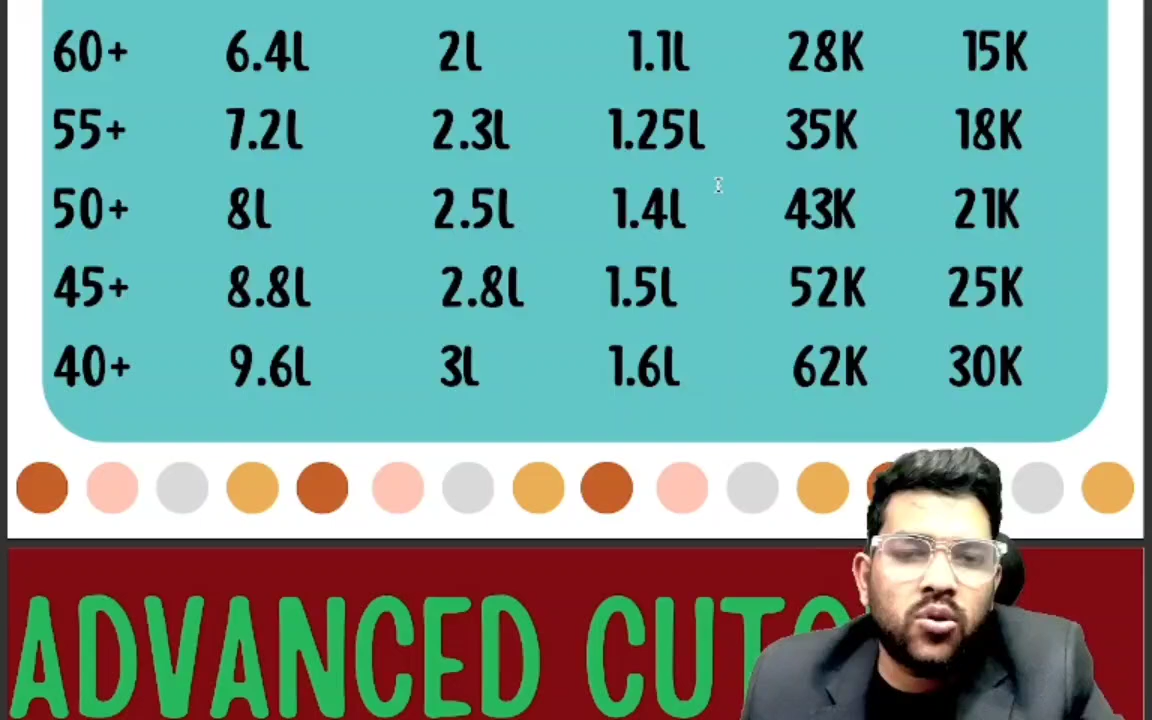 60+ 6.4L 2L 1.1L 28K 15K
55+ 7.2L 2.3L 1.25L 35K 18K
50+ 8L 2.5L 1.4L 43K 21K
45+ 8.8L 2.8L 1.5L 52K 25K
40+ 9.6L 3L 1.6L 62K 30K
ADVANCED